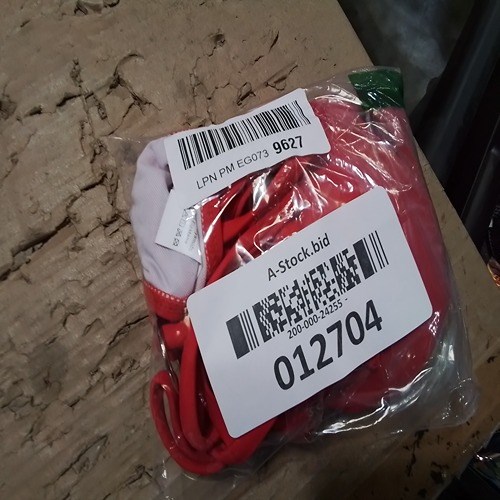 LPN PM EG073 9627
A-Stock.bid
200-000-24255 -
012704